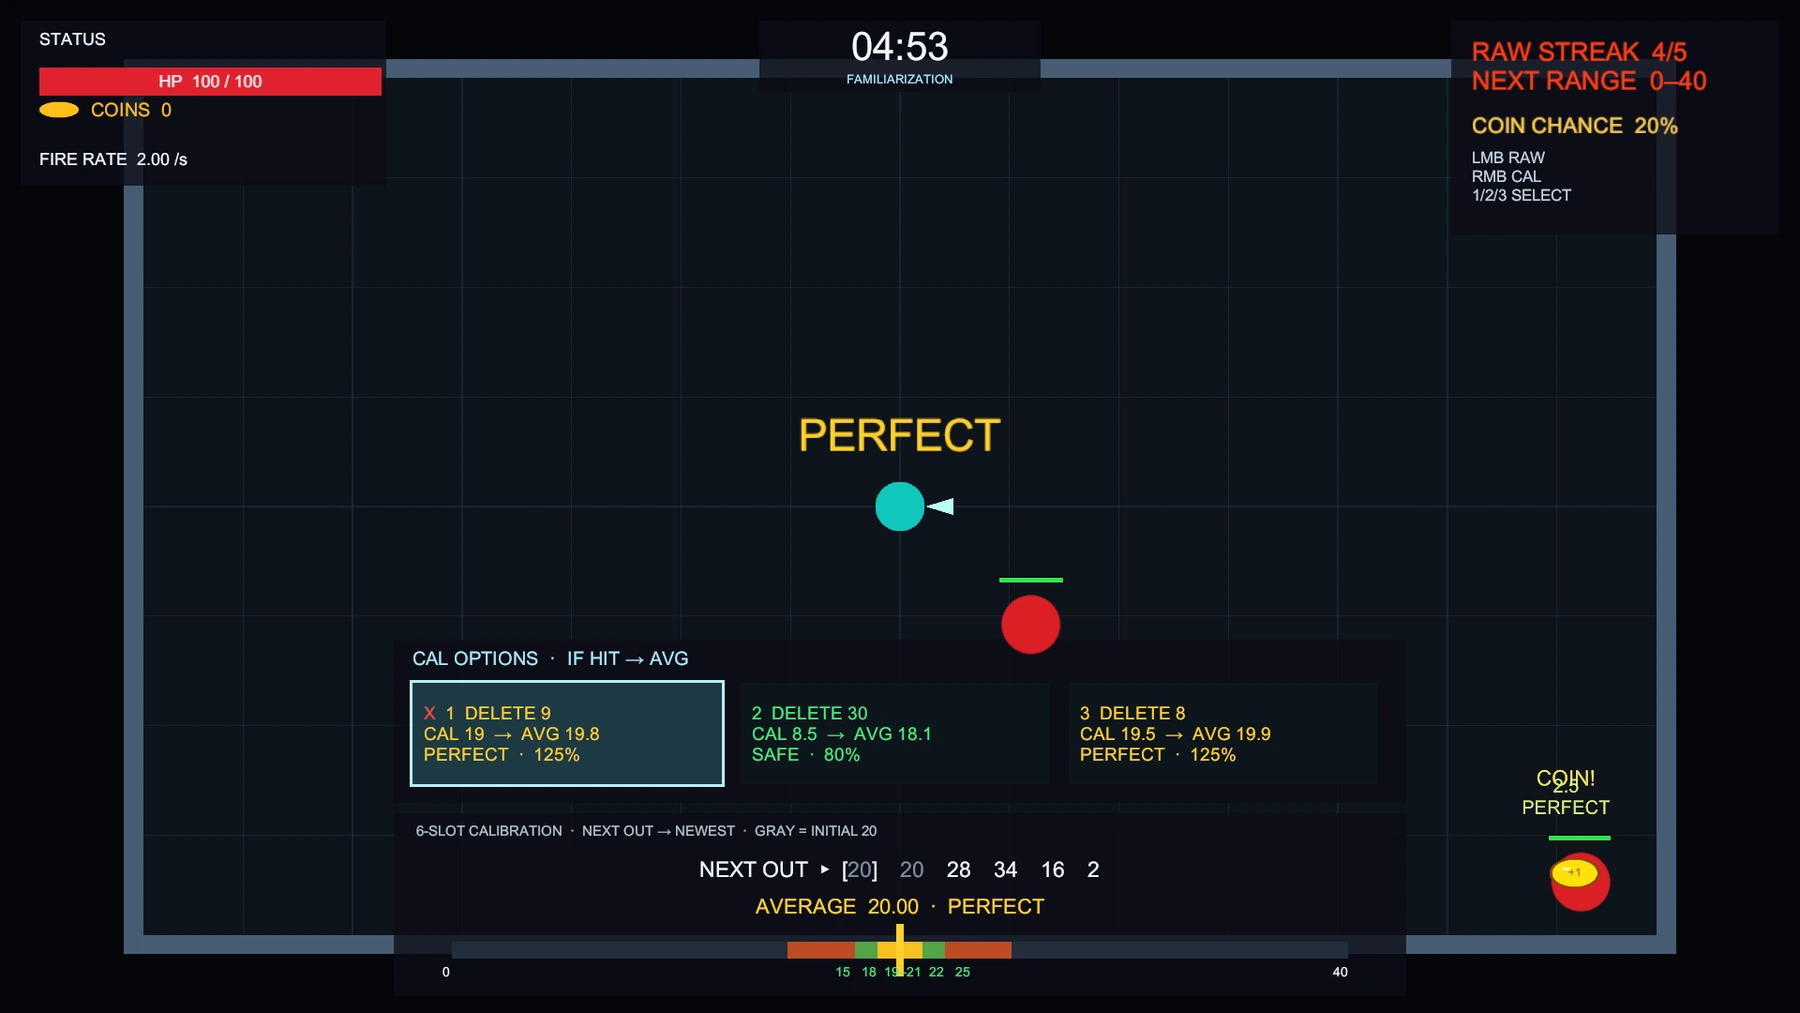 STATUS
HP 100 / 100
COINS 0
FIRE RATE 2.00 /s
04:53
FAMILIARIZATION
RAW STREAK 4/5
NEXT RANGE 0–40
COIN CHANCE 20%
LMB RAW
RMB CAL
1/2/3 SELECT
PERFECT
CAL OPTIONS · IF HIT → AVG
X 1 DELETE 9
CAL 19 → AVG 19.8
PERFECT · 125%
2 DELETE 30
CAL 8.5 → AVG 18.1
SAFE · 80%
3 DELETE 8
CAL 19.5 → AVG 19.9
PERFECT · 125%
COIN!
2.5
PERFECT
+1
6-SLOT CALIBRATION · NEXT OUT → NEWEST · GRAY = INITIAL 20
NEXT OUT ▸ [20] 20 28 34 16 2
AVERAGE 20.00 · PERFECT
0 15 18 19–21 22 25 40